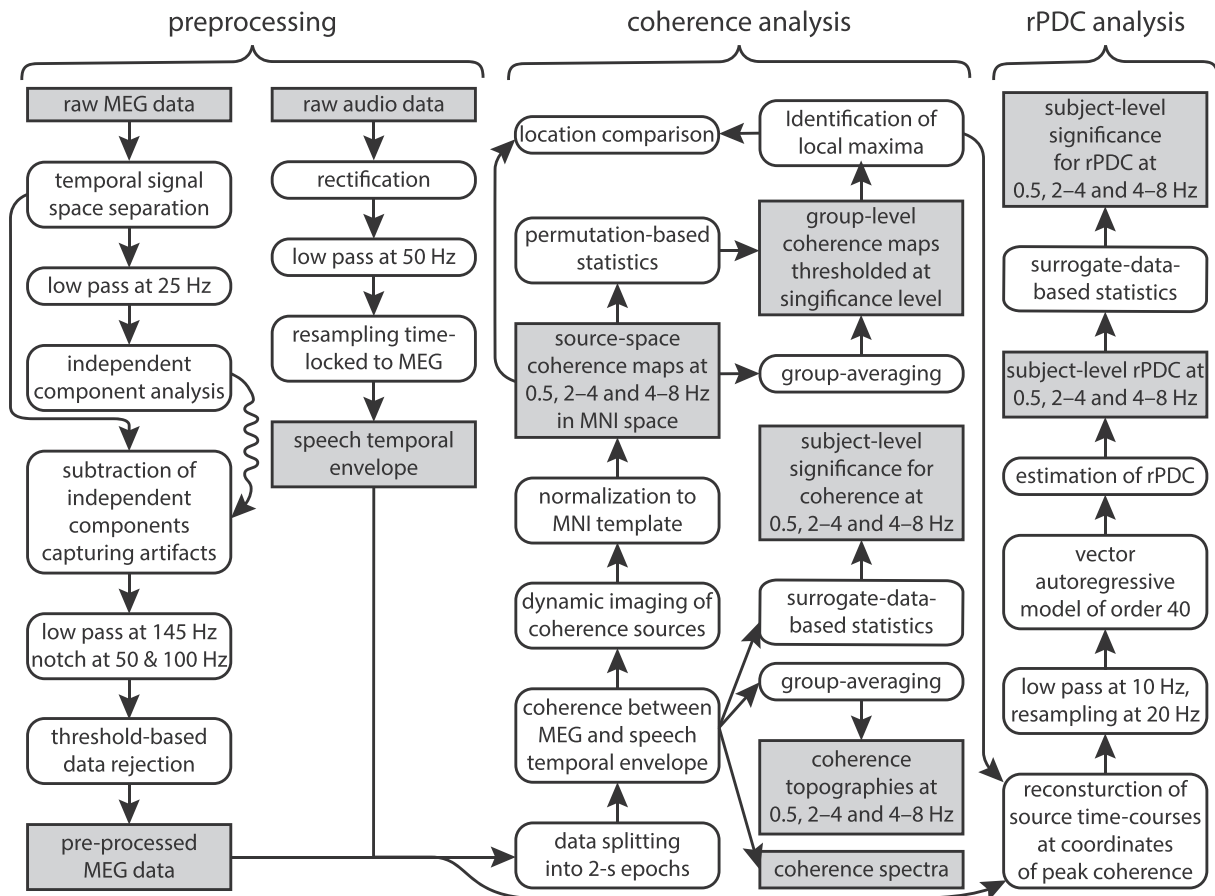 preprocessing
raw MEG data
temporal signal
space separation
low pass at 25 Hz
independent
component analysis
subtraction of
independent
components
capturing artifacts
low pass at 145 Hz
notch at 50 & 100 Hz
threshold-based
data rejection
pre-processed
MEG data
raw audio data
rectification
low pass at 50 Hz
resampling time-
locked to MEG
speech temporal
envelope
coherence analysis
location comparison
permutation-based
statistics
source-space
coherence maps at
0.5, 2–4 and 4–8 Hz
in MNI space
normalization to
MNI template
dynamic imaging of
coherence sources
coherence between
MEG and speech
temporal envelope
data splitting
into 2-s epochs
Identification of
local maxima
group-level
coherence maps
thresholded at
singificance level
group-averaging
subject-level
significance for
coherence at
0.5, 2–4 and 4–8 Hz
surrogate-data-
based statistics
group-averaging
coherence
topographies at
0.5, 2–4 and 4–8 Hz
coherence spectra
rPDC analysis
subject-level
significance
for rPDC at
0.5, 2–4 and 4–8 Hz
surrogate-data-
based statistics
subject-level rPDC at
0.5, 2–4 and 4–8 Hz
estimation of rPDC
vector
autoregressive
model of order 40
low pass at 10 Hz,
resampling at 20 Hz
reconsturction of
source time-courses
at coordinates
of peak coherence